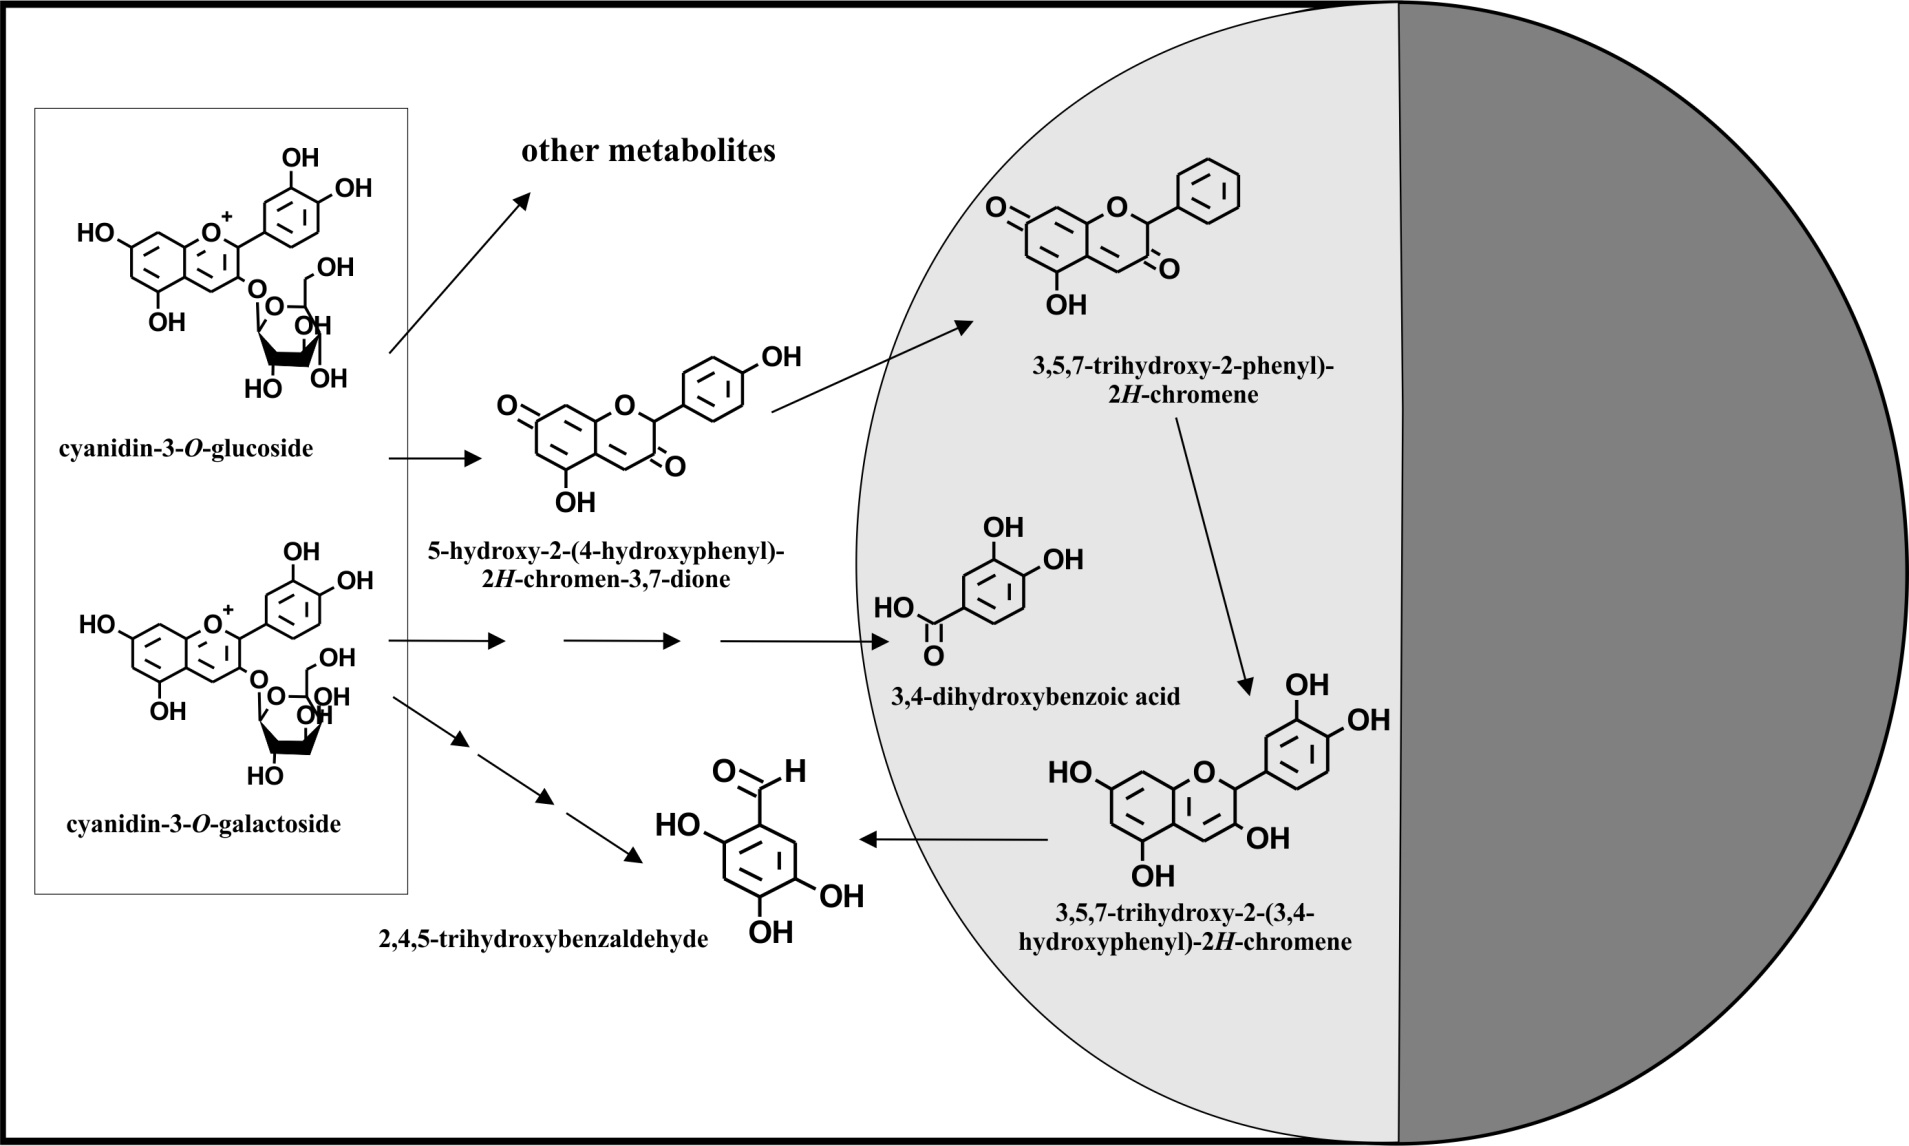 other metabolites
OH
OH
HO
O+
O
OH
O
OH
OH
HO
OH
cyanidin-3-O-glucoside
O
O
O
OH
3,5,7-trihydroxy-2-phenyl)-
2H-chromene
OH
O
O
O
OH
5-hydroxy-2-(4-hydroxyphenyl)-
2H-chromen-3,7-dione
OH
OH
HO
O+
O
OH
O
OH
OH
OH
HO
cyanidin-3-O-galactoside
OH
OH
HO
O
3,4-dihydroxybenzoic acid
O
H
HO
OH
OH
2,4,5-trihydroxybenzaldehyde
OH
OH
HO
O
OH
OH
3,5,7-trihydroxy-2-(3,4-
hydroxyphenyl)-2H-chromene